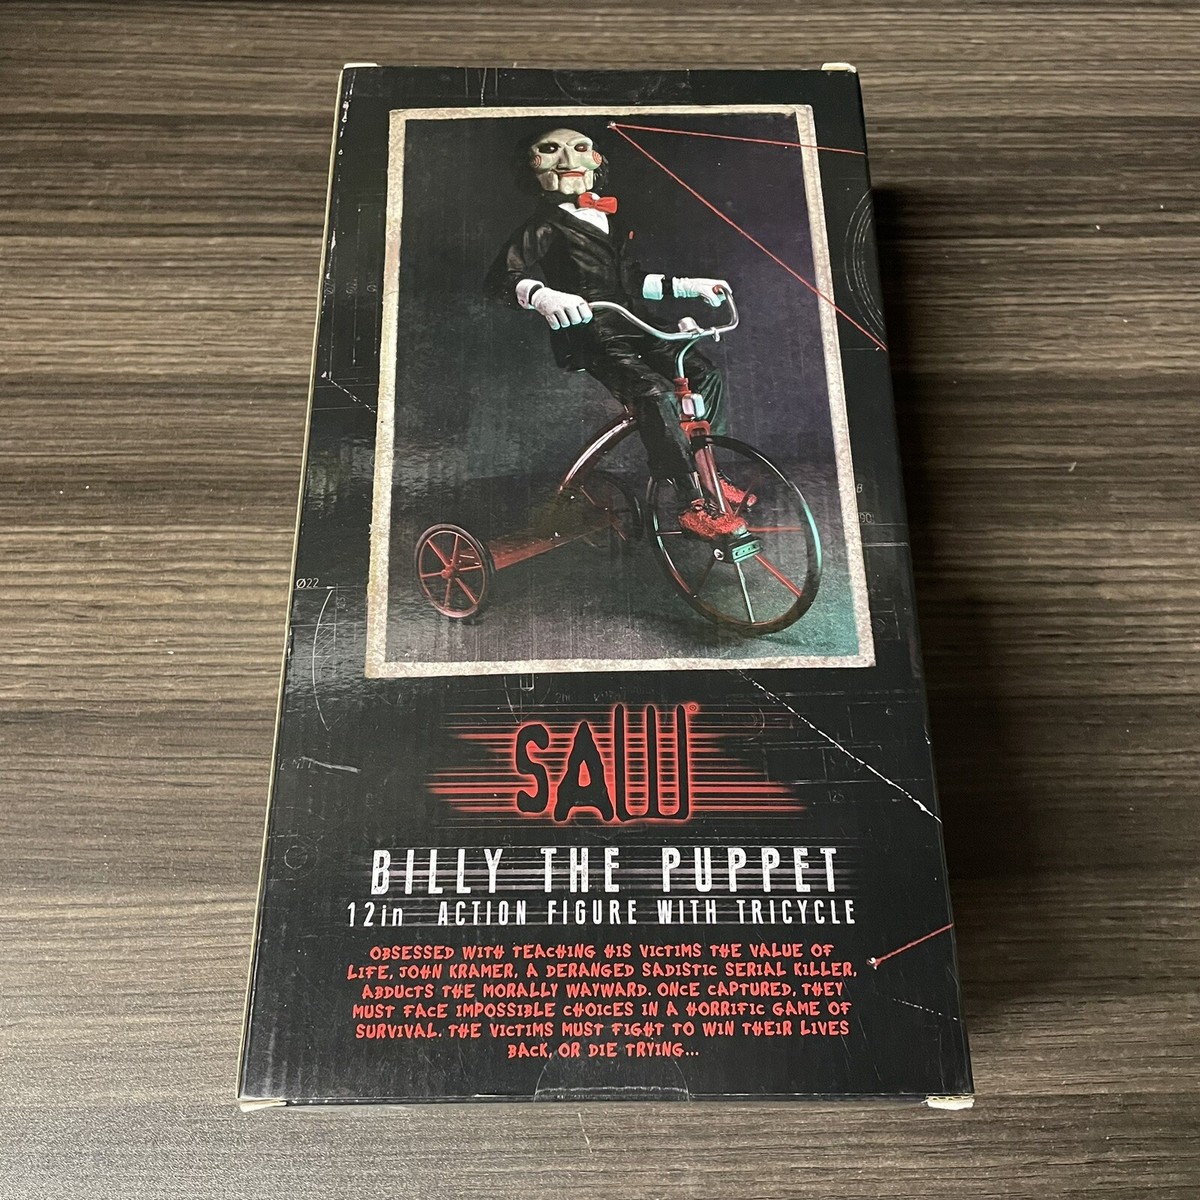 Ø22
SAW®
BILLY THE PUPPET
12in ACTION FIGURE WITH TRICYCLE
OBSESSED WITH TEACHING HIS VICTIMS THE VALUE OF
LIFE, JOHN KRAMER, A DERANGED SADISTIC SERIAL KILLER,
ABDUCTS THE MORALLY WAYWARD. ONCE CAPTURED, THEY
MUST FACE IMPOSSIBLE CHOICES IN A HORRIFIC GAME OF
SURVIVAL. THE VICTIMS MUST FIGHT TO WIN THEIR LIVES
BACK, OR DIE TRYING...